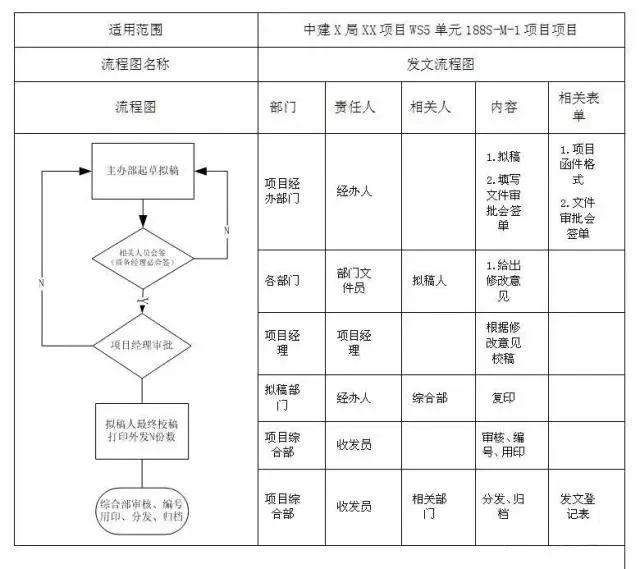 适用范围
中建X局XX项目WS5单元188S-M-1项目项目
流程图名称
发文流程图
流程图
部门
责任人
相关人
内容
相关表
单
主办部起草拟稿
N
相关人员会签
(商务经理必会签)
N
Y
项目经理审批
拟稿人最终校稿
打印外发N份数
综合部审核、编号
用印、分发、归档
项目经
办部门
经办人
1.拟稿
2.填写
文件审
批会签
单
1.项目
函件格
式
2.文件
审批会
签单
各部门
部门文
件员
拟稿人
1.给出
修改意
见
项目经
理
项目经
理
根据修
改意见
校稿
拟稿部
门
经办人
综合部
复印
项目综
合部
收发员
审核、编
号、用印
项目综
合部
收发员
相关部
门
分发、归
档
发文登
记表